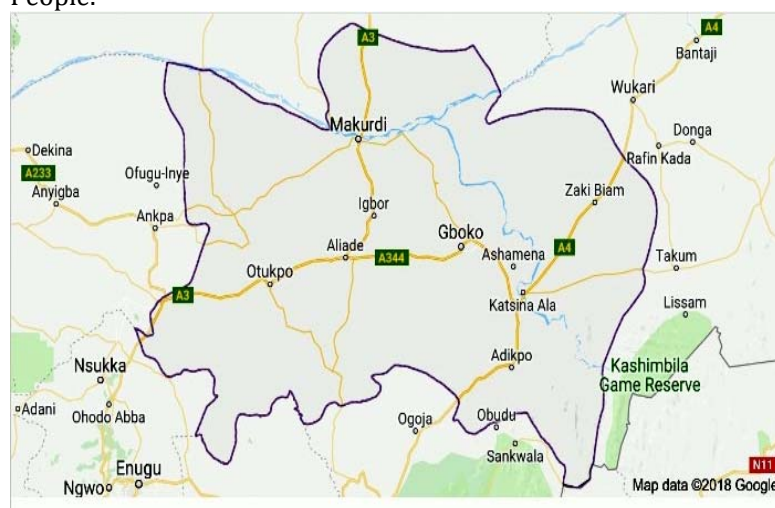 People.
A3
A4
Bantaji
Wukari
Makurdi
Donga
Dekina
Rafin Kada
A233
Ofugu-Inye
Anyigba
Zaki Biam
Igbor
Ankpa
Gboko
Aliade
A344
Ashamena
A4
Otukpo
Takum
A3
Katsina Ala
Lissam
Adikpo
Kashimbila
Game Reserve
Nsukka
Adani
Ohodo Abba
Ogoja
Obudu
Sankwala
Enugu
N11
Ngwo
Map data ©2018 Google